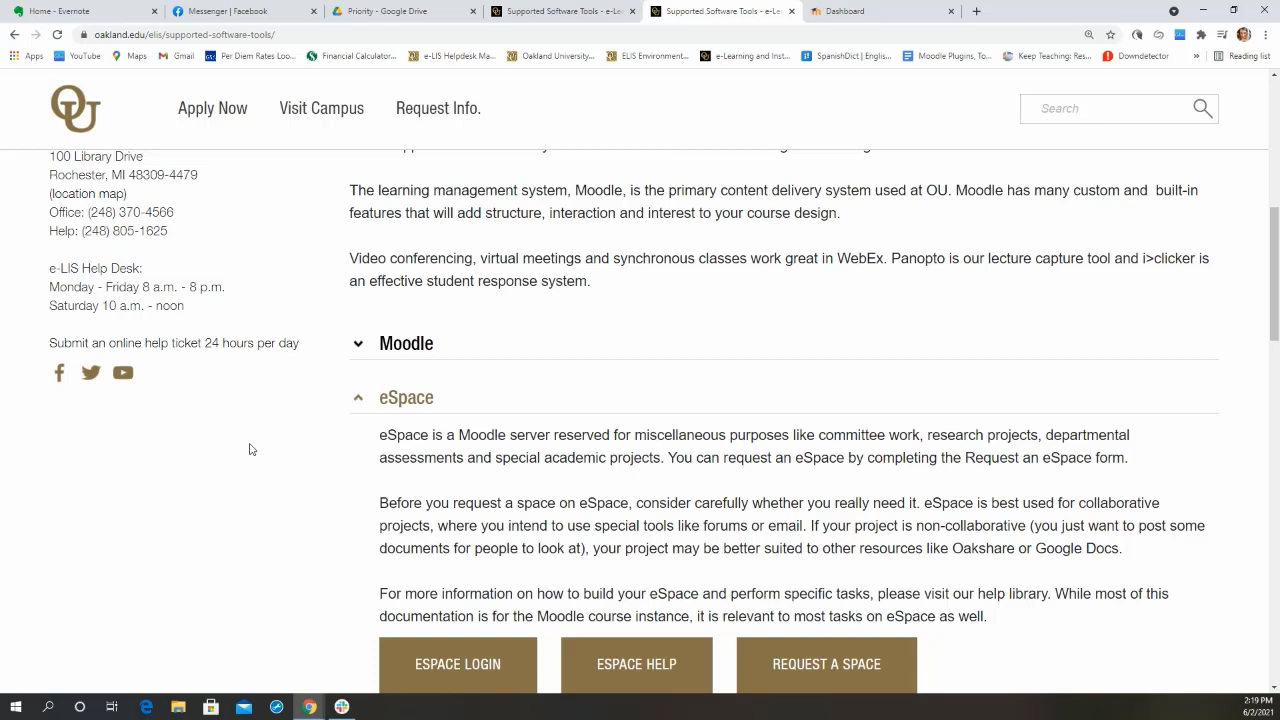 Home - Evernote
Messenger | Facebook
Priority - Google Drive
Supported Software Tools - e-Le
Supported Software Tools - e-Le
Dashboard
oakland.edu/elis/supported-software-tools/
Apps
YouTube
Maps
Gmail
Per Diem Rates Loo...
Financial Calculator...
e-LIS Helpdesk Ma...
Oakland University,...
ELIS Environment...
e-Learning and Inst...
SpanishDict | Englis...
Moodle Plugins, To...
Keep Teaching: Res...
Downdetector
Reading list
OU
Apply Now
Visit Campus
Request Info.
Search
100 Library Drive
Rochester, MI 48309-4479
(location map)
Office: (248) 370-4566
Help: (248) 805-1625
e-LIS Help Desk:
Monday - Friday 8 a.m. - 8 p.m.
Saturday 10 a.m. - noon
Submit an online help ticket 24 hours per day
The learning management system, Moodle, is the primary content delivery system used at OU. Moodle has many custom and built-in
features that will add structure, interaction and interest to your course design.
Video conferencing, virtual meetings and synchronous classes work great in WebEx. Panopto is our lecture capture tool and i>clicker is
an effective student response system.
Moodle
eSpace
eSpace is a Moodle server reserved for miscellaneous purposes like committee work, research projects, departmental
assessments and special academic projects. You can request an eSpace by completing the Request an eSpace form.
Before you request a space on eSpace, consider carefully whether you really need it. eSpace is best used for collaborative
projects, where you intend to use special tools like forums or email. If your project is non-collaborative (you just want to post some
documents for people to look at), your project may be better suited to other resources like Oakshare or Google Docs.
For more information on how to build your eSpace and perform specific tasks, please visit our help library. While most of this
documentation is for the Moodle course instance, it is relevant to most tasks on eSpace as well.
ESPACE LOGIN
ESPACE HELP
REQUEST A SPACE
2:19 PM
6/2/2021